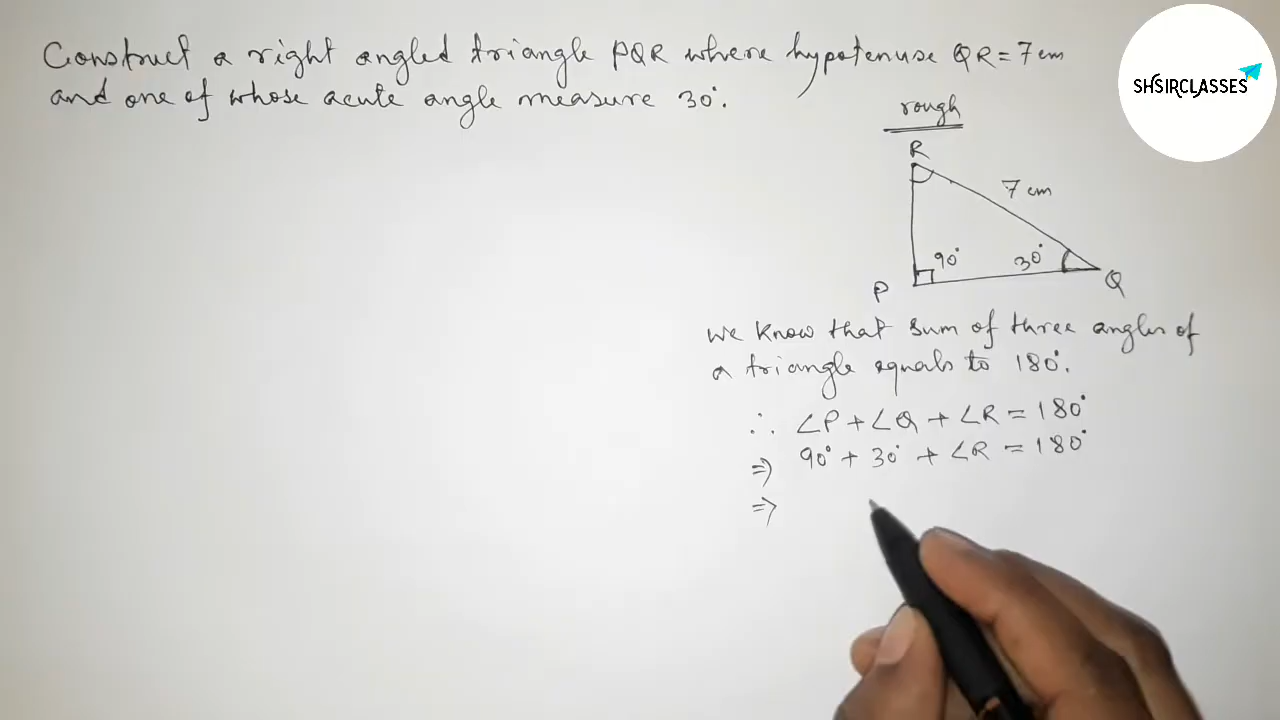 Construct a right angled triangle PQR where hypotenuse QR = 7 cm
and one of whose acute angle measure 30°.
SHSIRCLASSES
rough
R
7 cm
90°
30°
P
Q
We know that sum of three angles of
a triangle equals to 180°.
∴ ∠P + ∠Q + ∠R = 180°
⇒ 90° + 30° + ∠R = 180°
⇒